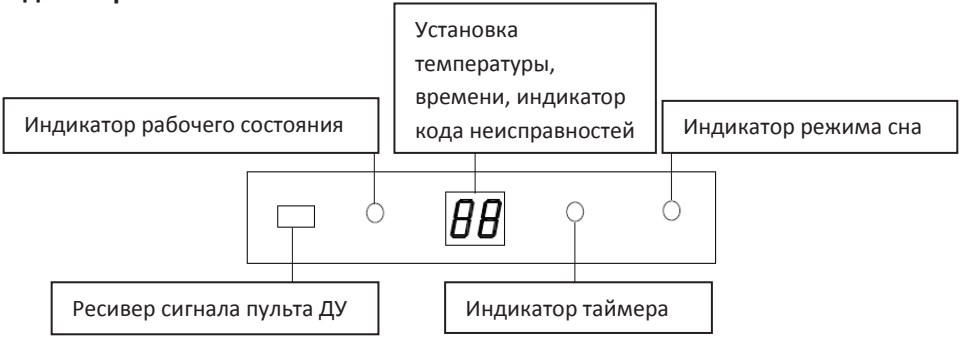 Установка
температуры,
времени, индикатор
кода неисправностей
Индикатор рабочего состояния
Индикатор режима сна
88
Ресивер сигнала пульта ДУ
Индикатор таймера